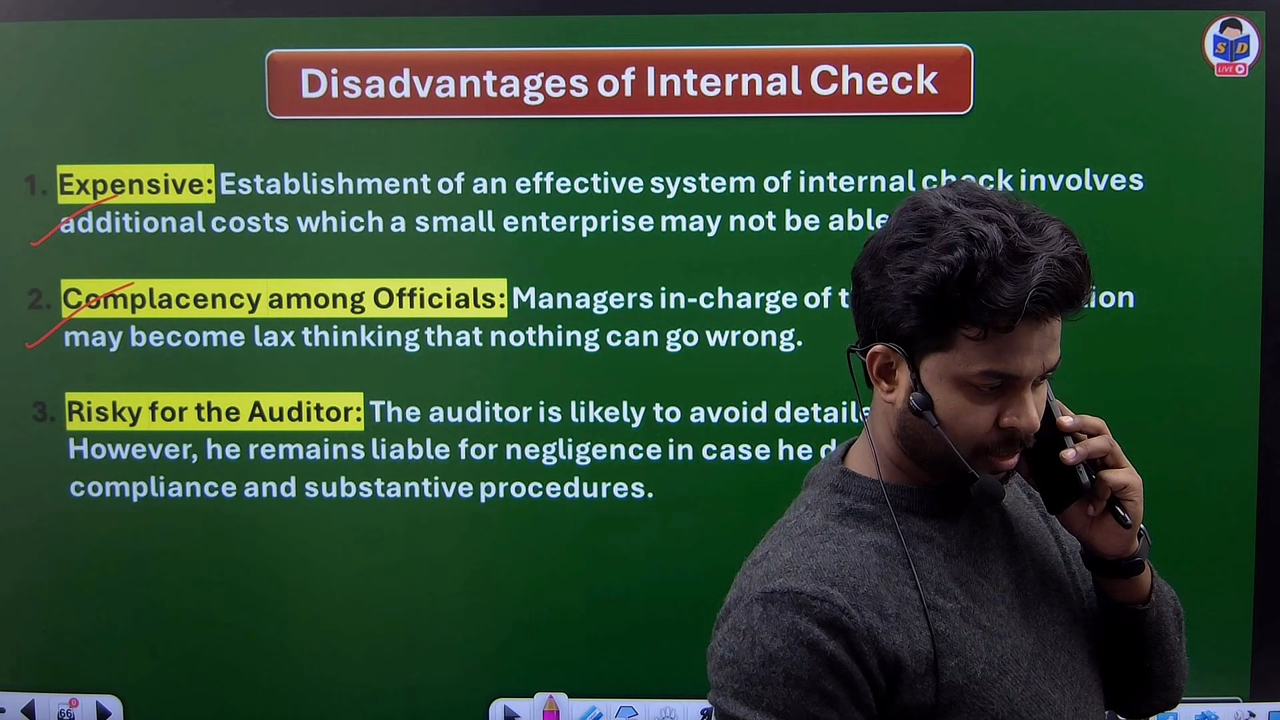 Disadvantages of Internal Check
S D
LIVE
1. Expensive: Establishment of an effective system of internal check involves
additional costs which a small enterprise may not be able
2. Complacency among Officials: Managers in-charge of
may become lax thinking that nothing can go wrong.
3. Risky for the Auditor: The auditor is likely to avoid
However, he remains liable for negligence in case he
compliance and substantive procedures.
66